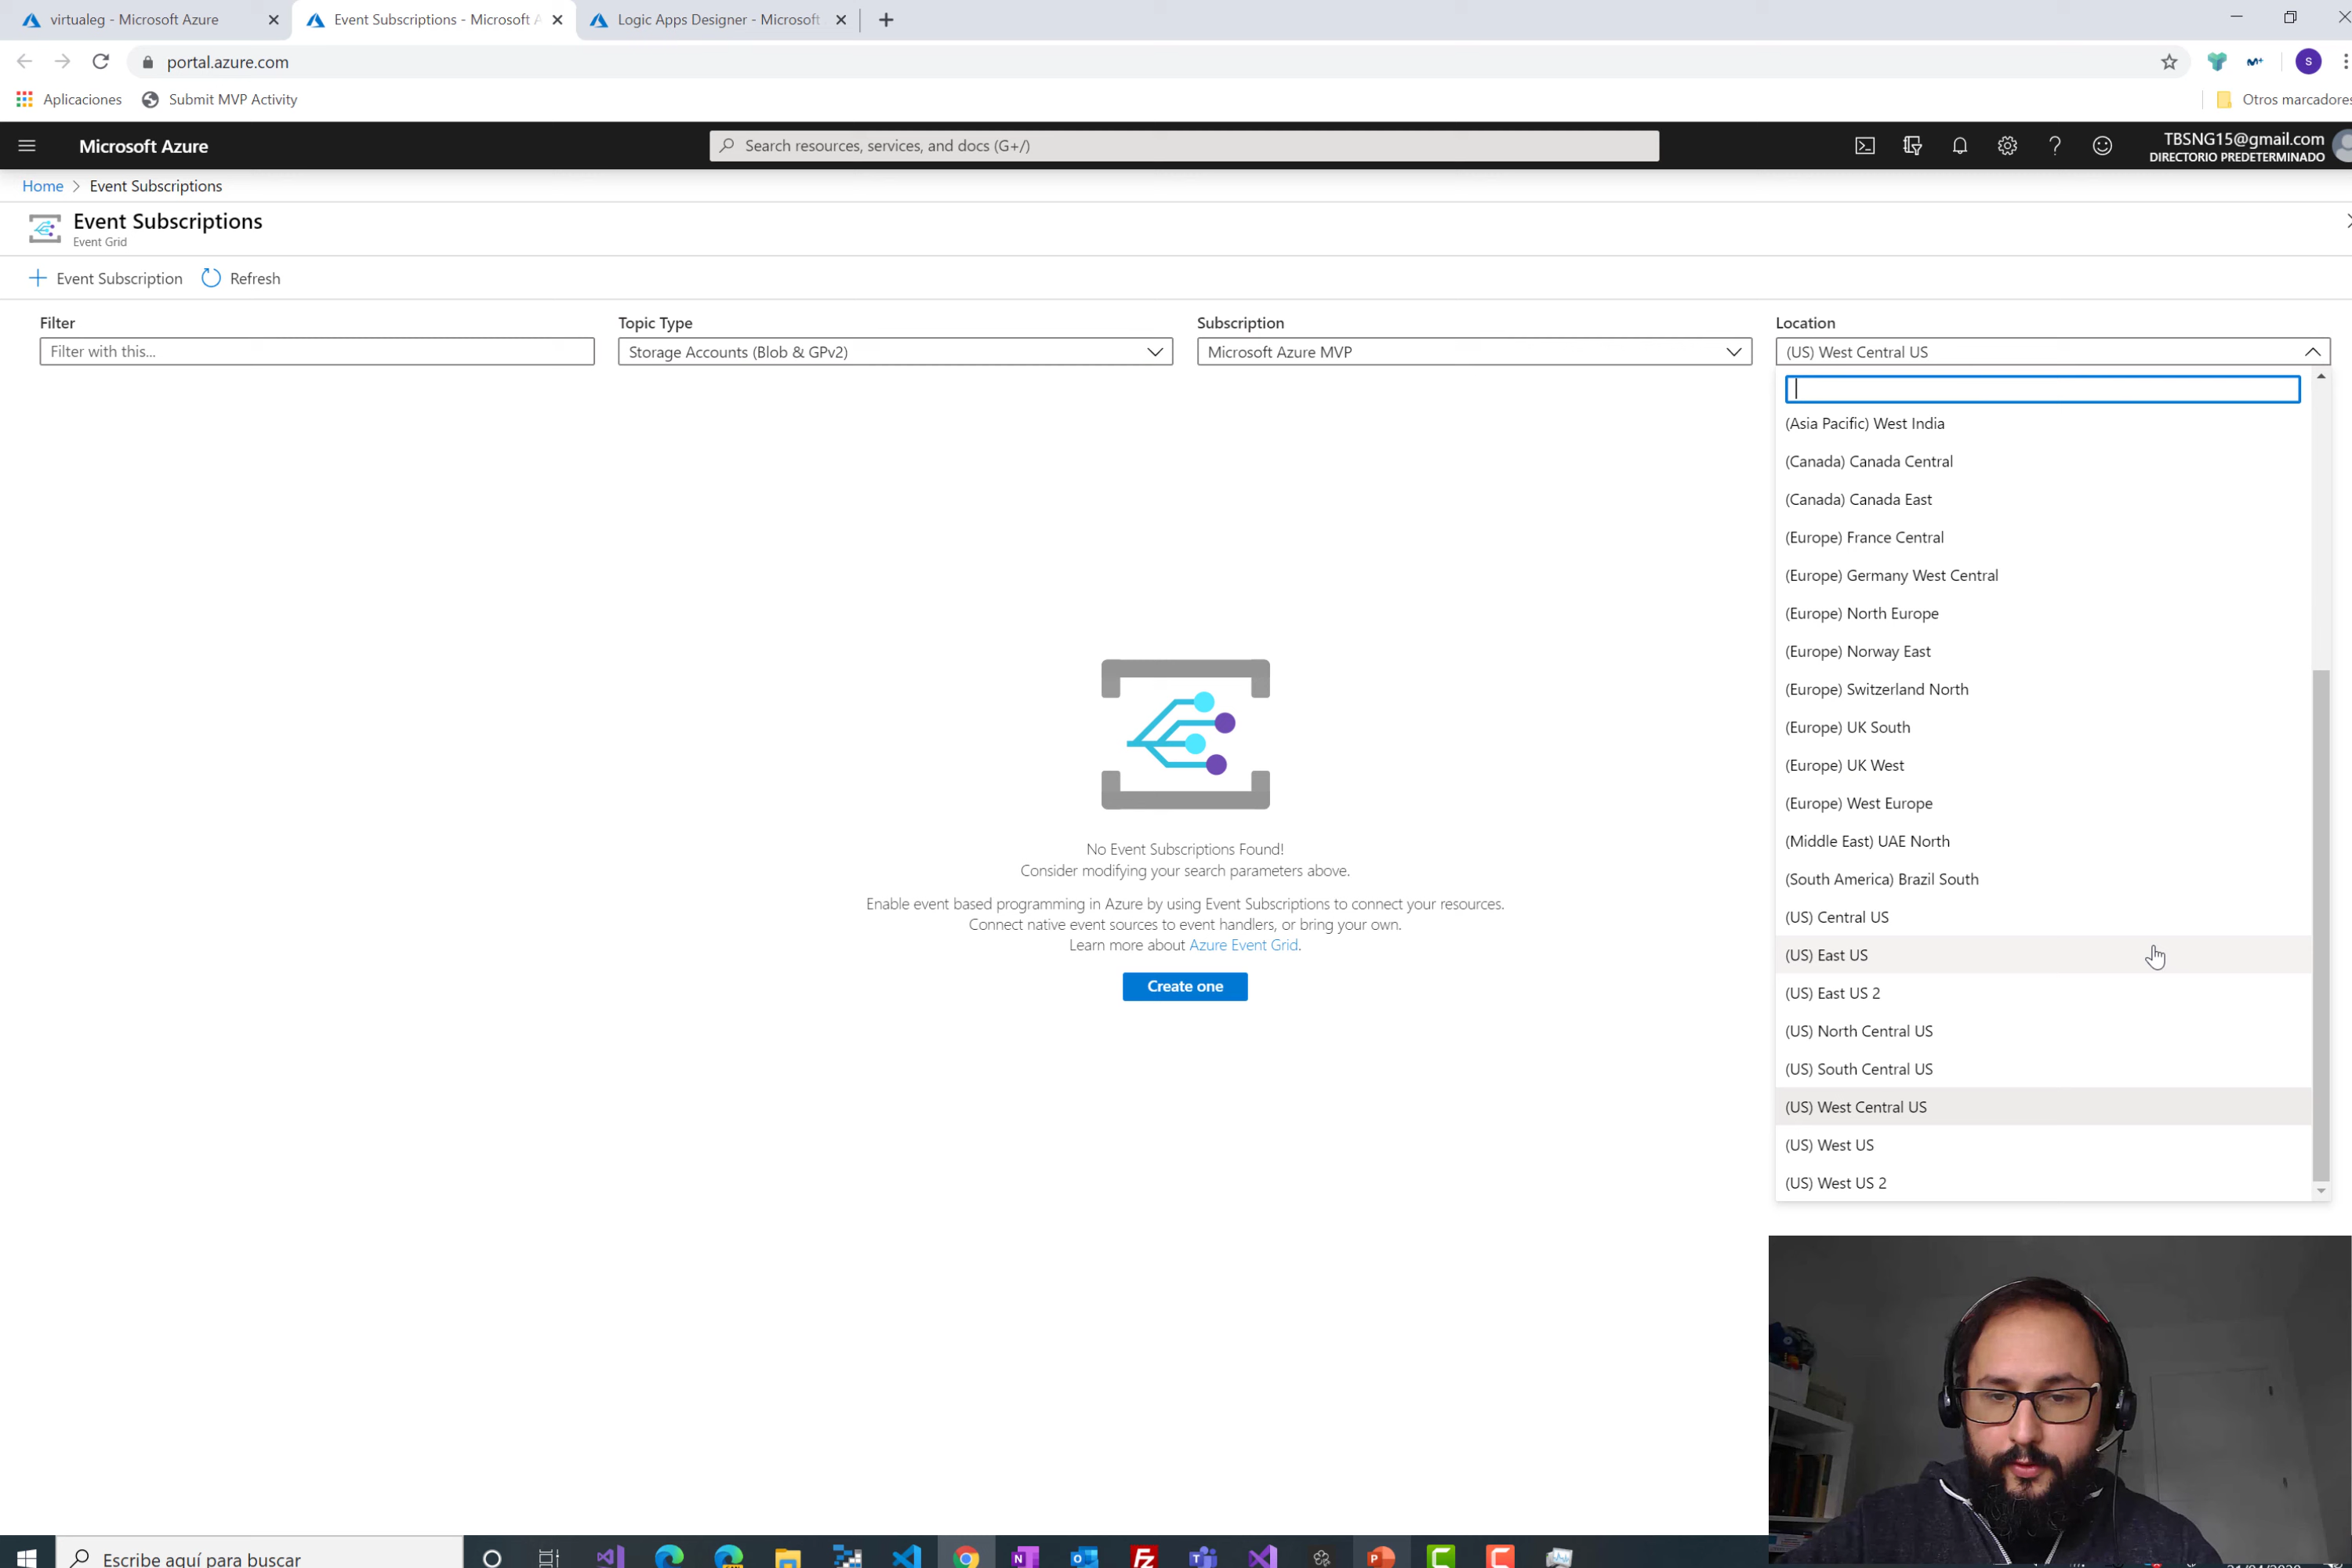 virtualeg - Microsoft Azure
Event Subscriptions - Microsoft A
Logic Apps Designer - Microsoft
portal.azure.com
S
Aplicaciones
Submit MVP Activity
Otros marcadores
Microsoft Azure
Search resources, services, and docs (G+/)
TBSNG15@gmail.com
DIRECTORIO PREDETERMINADO
Home > Event Subscriptions
Event Subscriptions
Event Grid
Event Subscription
Refresh
Filter
Topic Type
Subscription
Location
Filter with this...
Storage Accounts (Blob & GPv2)
Microsoft Azure MVP
(US) West Central US
(Asia Pacific) West India
(Canada) Canada Central
(Canada) Canada East
(Europe) France Central
(Europe) Germany West Central
(Europe) North Europe
(Europe) Norway East
(Europe) Switzerland North
(Europe) UK South
(Europe) UK West
(Europe) West Europe
(Middle East) UAE North
(South America) Brazil South
(US) Central US
(US) East US
(US) East US 2
(US) North Central US
(US) South Central US
(US) West Central US
(US) West US
(US) West US 2
No Event Subscriptions Found!
Consider modifying your search parameters above.
Enable event based programming in Azure by using Event Subscriptions to connect your resources.
Connect native event sources to event handlers, or bring your own.
Learn more about Azure Event Grid.
Create one
Escribe aquí para buscar